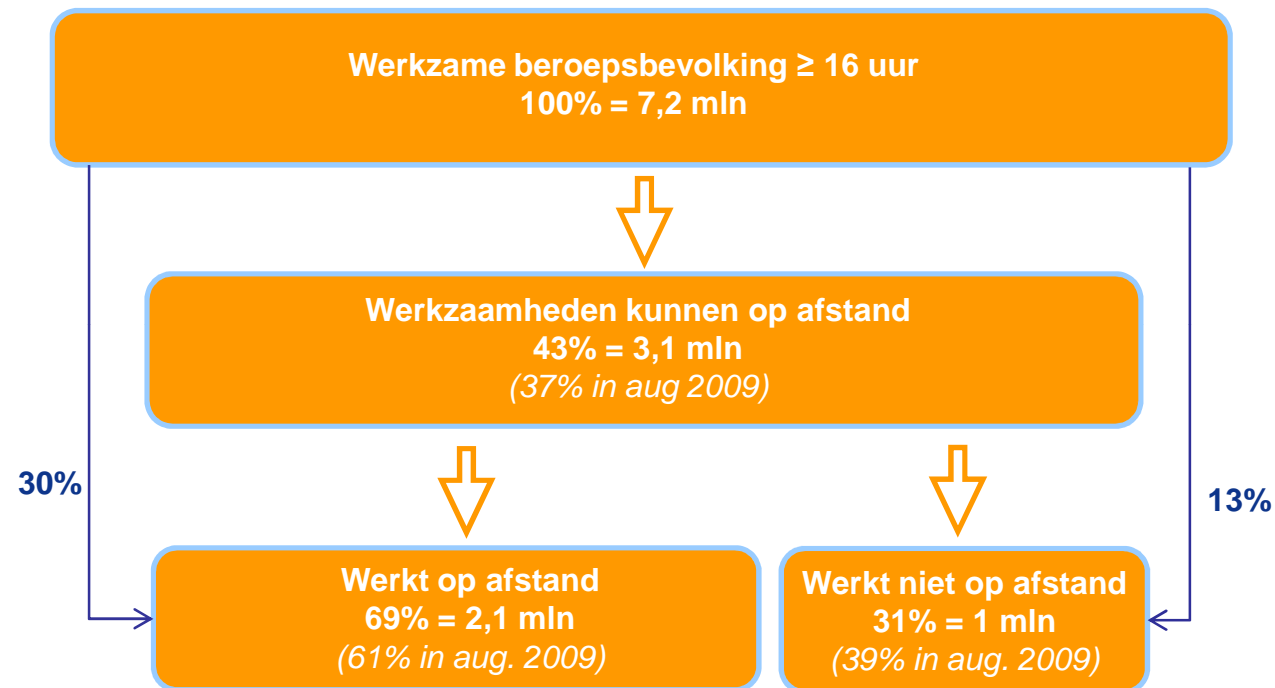 Werkzame beroepsbevolking ≥ 16 uur
100% = 7,2 mln
Werkzaamheden kunnen op afstand
43% = 3,1 mln
(37% in aug 2009)
30%
13%
Werkt op afstand
69% = 2,1 mln
(61% in aug. 2009)
Werkt niet op afstand
31% = 1 mln
(39% in aug. 2009)